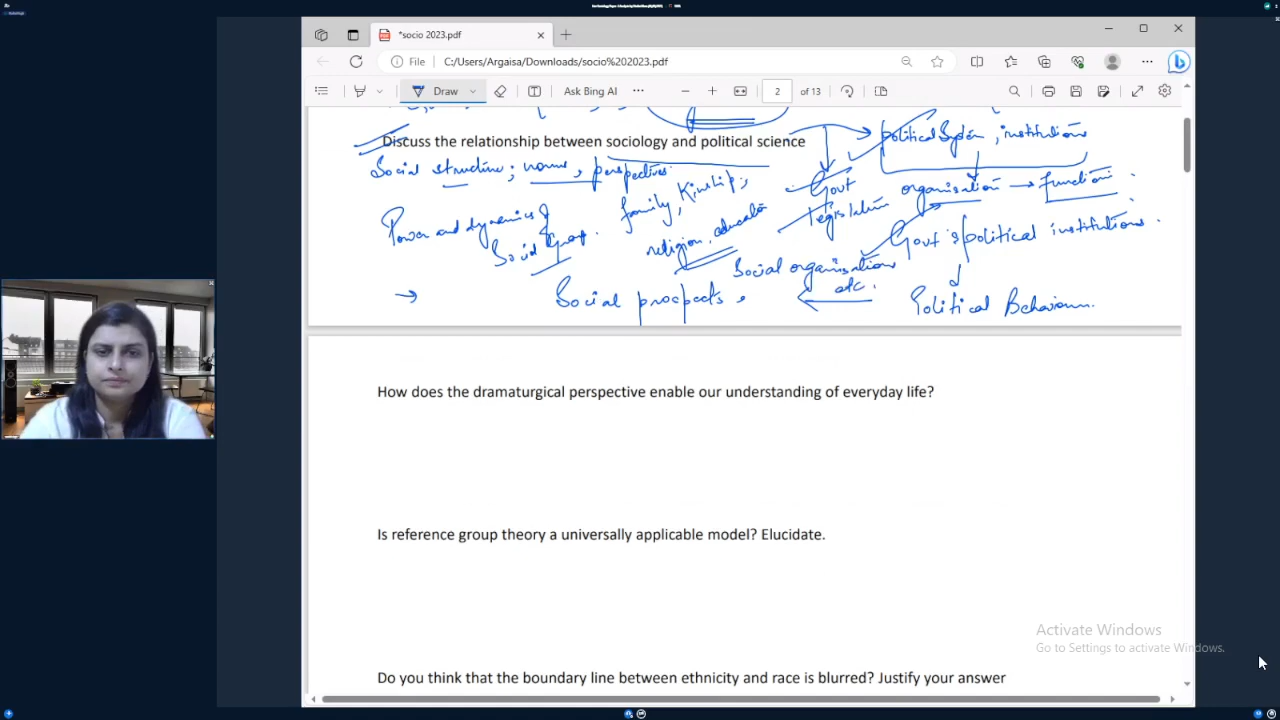 *socio 2023.pdf
File
C:/Users/Argaisa/Downloads/socio%202023.pdf
Draw
Ask Bing AI
2
of 13
Discuss the relationship between sociology and political science
political System, institutions
Social structure; norms, perspectives
Govt
organisation → functions
family, Kinship,
legislation
Power and dynamics of
Social Group.
religion, education
Govt & political institutions.
Social organisations
etc.
Social prospects
Political Behaviour.
How does the dramaturgical perspective enable our understanding of everyday life?
Is reference group theory a universally applicable model? Elucidate.
Activate Windows
Go to Settings to activate Windows.
Do you think that the boundary line between ethnicity and race is blurred? Justify your answer